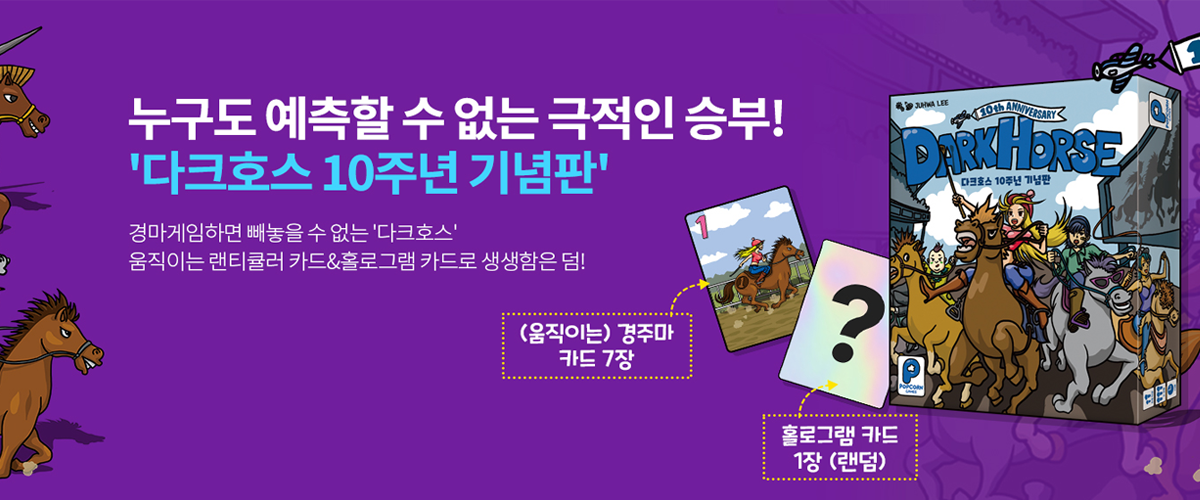 누구도 예측할 수 없는 극적인 승부!
'다크호스 10주년 기념판'
경마게임하면 빼놓을 수 없는 '다크호스'
움직이는 랜티큘러 카드&홀로그램 카드로 생생함은 덤!
(움직이는) 경주마
카드 7장
홀로그램 카드
1장 (랜덤)
1
?
JUHWA LEE
10th ANNIVERSARY
DARK HORSE
다크호스 10주년 기념판
P
POPCORN
GAMES